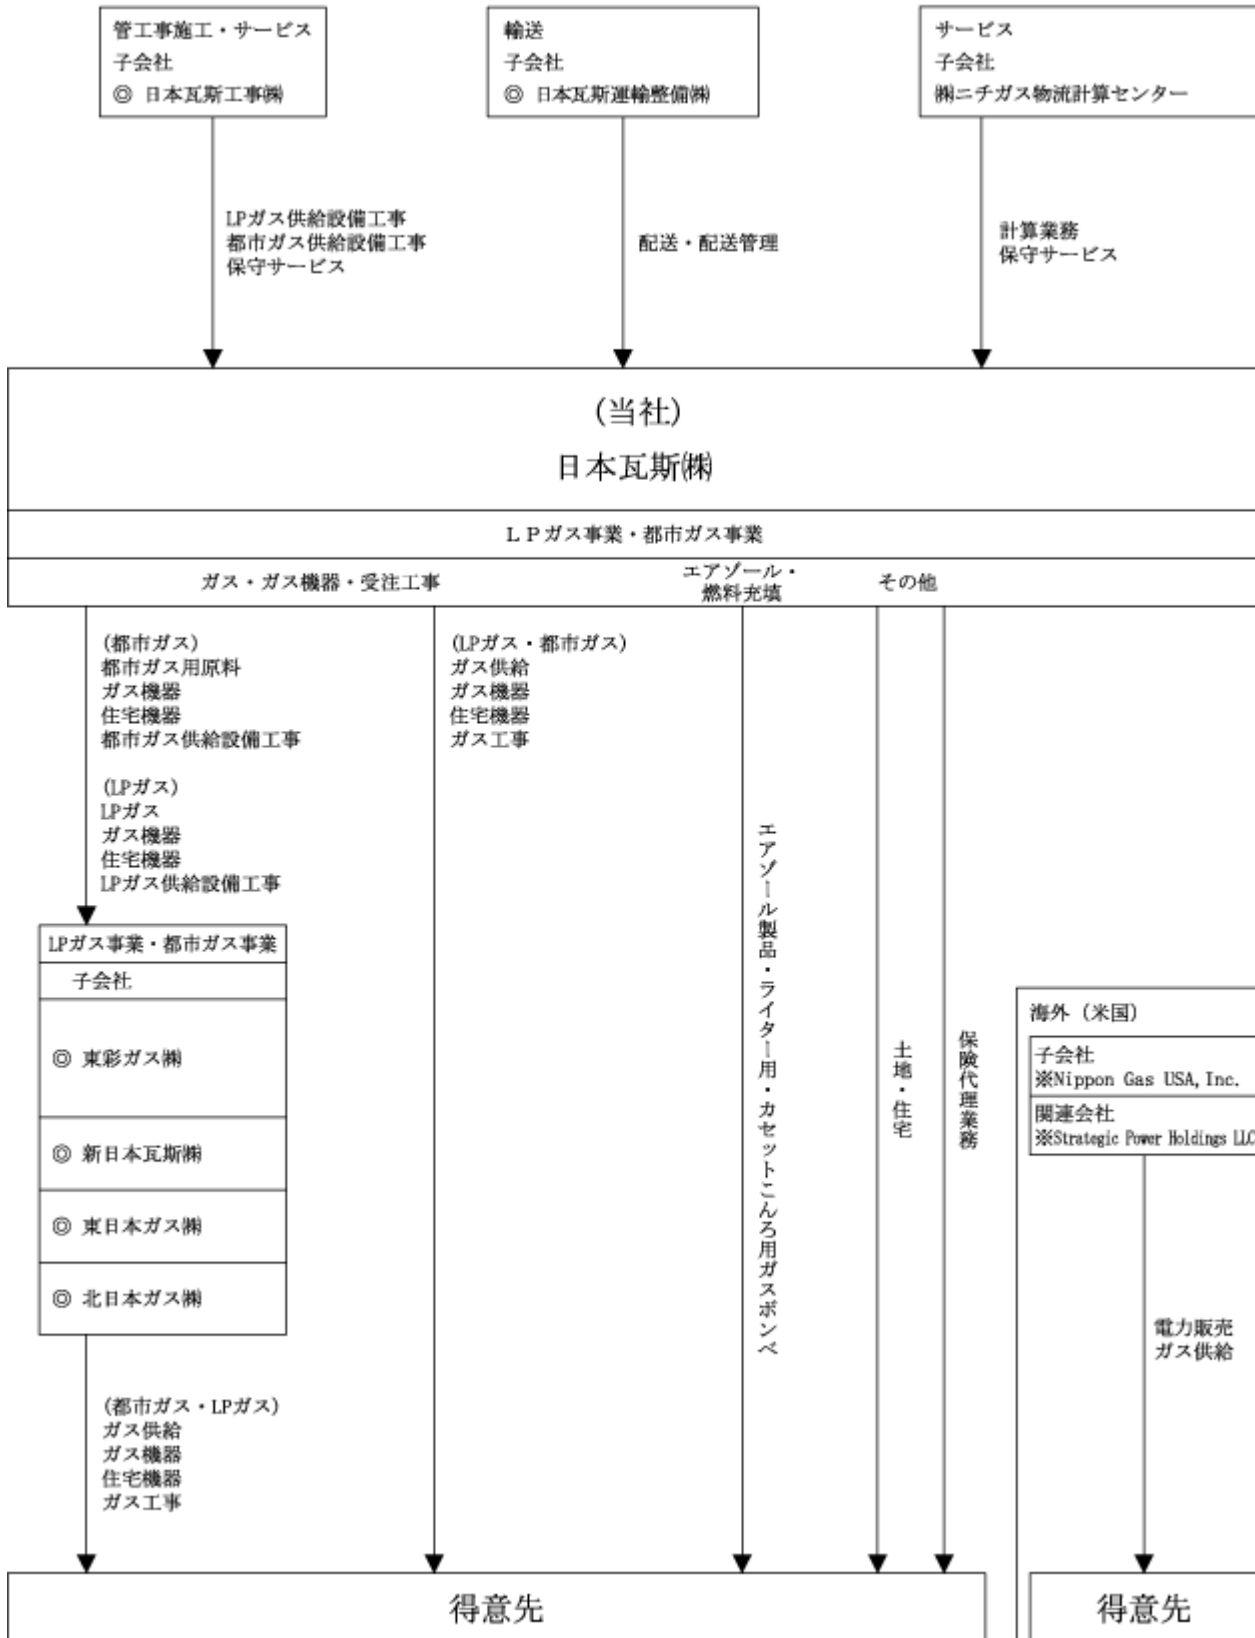 管工事施工・サービス
子会社
◎ 日本瓦斯工事㈱
輸送
子会社
◎ 日本瓦斯運輸整備㈱
サービス
子会社
㈱ニチガス物流計算センター
LPガス供給設備工事
都市ガス供給設備工事
保守サービス
配送・配送管理
計算業務
保守サービス
(当社)
日本瓦斯㈱
ＬＰガス事業・都市ガス事業
ガス・ガス機器・受注工事
エアゾール・
燃料充填
その他
(都市ガス)
都市ガス用原料
ガス機器
住宅機器
都市ガス供給設備工事
(LPガス)
LPガス
ガス機器
住宅機器
LPガス供給設備工事
(LPガス・都市ガス)
ガス供給
ガス機器
住宅機器
ガス工事
エアゾール製品・ライター用・カセットこんろ用ガスボンベ
土地・住宅
保険代理業務
LPガス事業・都市ガス事業
子会社
◎ 東彩ガス㈱
◎ 新日本瓦斯㈱
◎ 東日本ガス㈱
◎ 北日本ガス㈱
海外（米国）
子会社
※Nippon Gas USA, Inc.
関連会社
※Strategic Power Holdings LLC
電力販売
ガス供給
(都市ガス・LPガス)
ガス供給
ガス機器
住宅機器
ガス工事
得意先
得意先